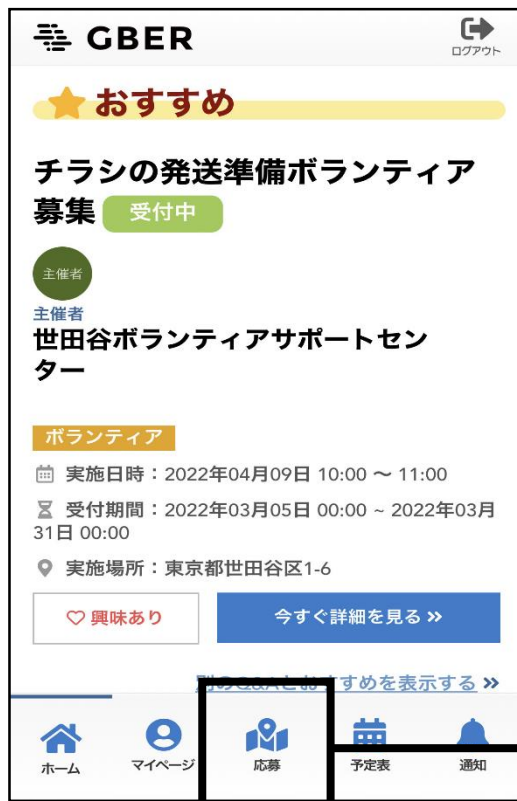 GBER
ログアウト
おすすめ
チラシの発送準備ボランティア
募集 受付中
主催者
主催者
世田谷ボランティアサポートセン
ター
ボランティア
実施日時：2022年04月09日 10:00 〜 11:00
受付期間：2022年03月05日 00:00 ~ 2022年03月
31日 00:00
実施場所：東京都世田谷区1-6
興味あり 今すぐ詳細を見る »
別のQ&Aとおすすめを表示する »
ホーム マイページ 応募 予定表 通知